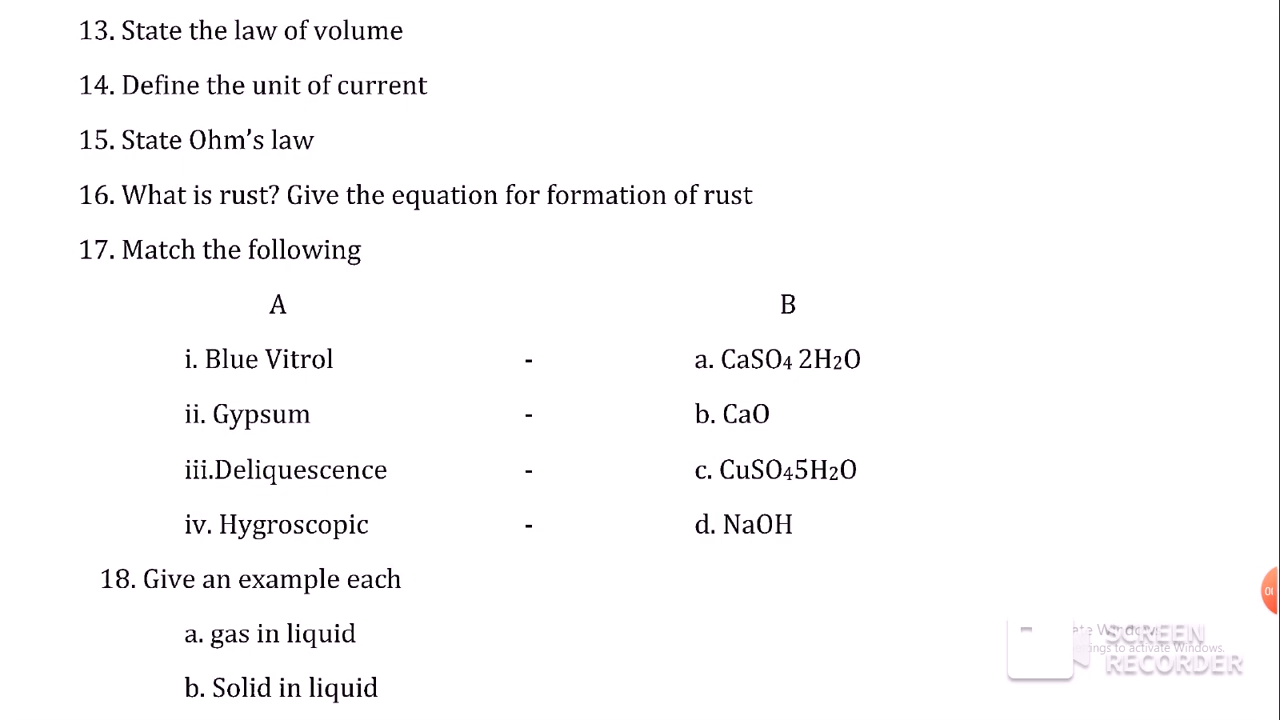 13. State the law of volume
14. Define the unit of current
15. State Ohm’s law
16. What is rust? Give the equation for formation of rust
17. Match the following
A B
i. Blue Vitrol - a. CaSO₄ 2H₂O
ii. Gypsum - b. CaO
iii.Deliquescence - c. CuSO₄5H₂O
iv. Hygroscopic - d. NaOH
18. Give an example each
a. gas in liquid
b. Solid in liquid
SCREEN
to activate Windows.
RECORDER